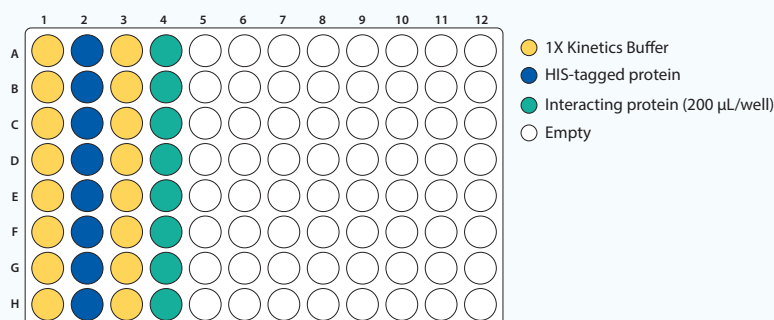 1 2 3 4 5 6 7 8 9 10 11 12
A
B
C
D
E
F
G
H
1X Kinetics Buffer
HIS-tagged protein
Interacting protein (200 µL/well)
Empty